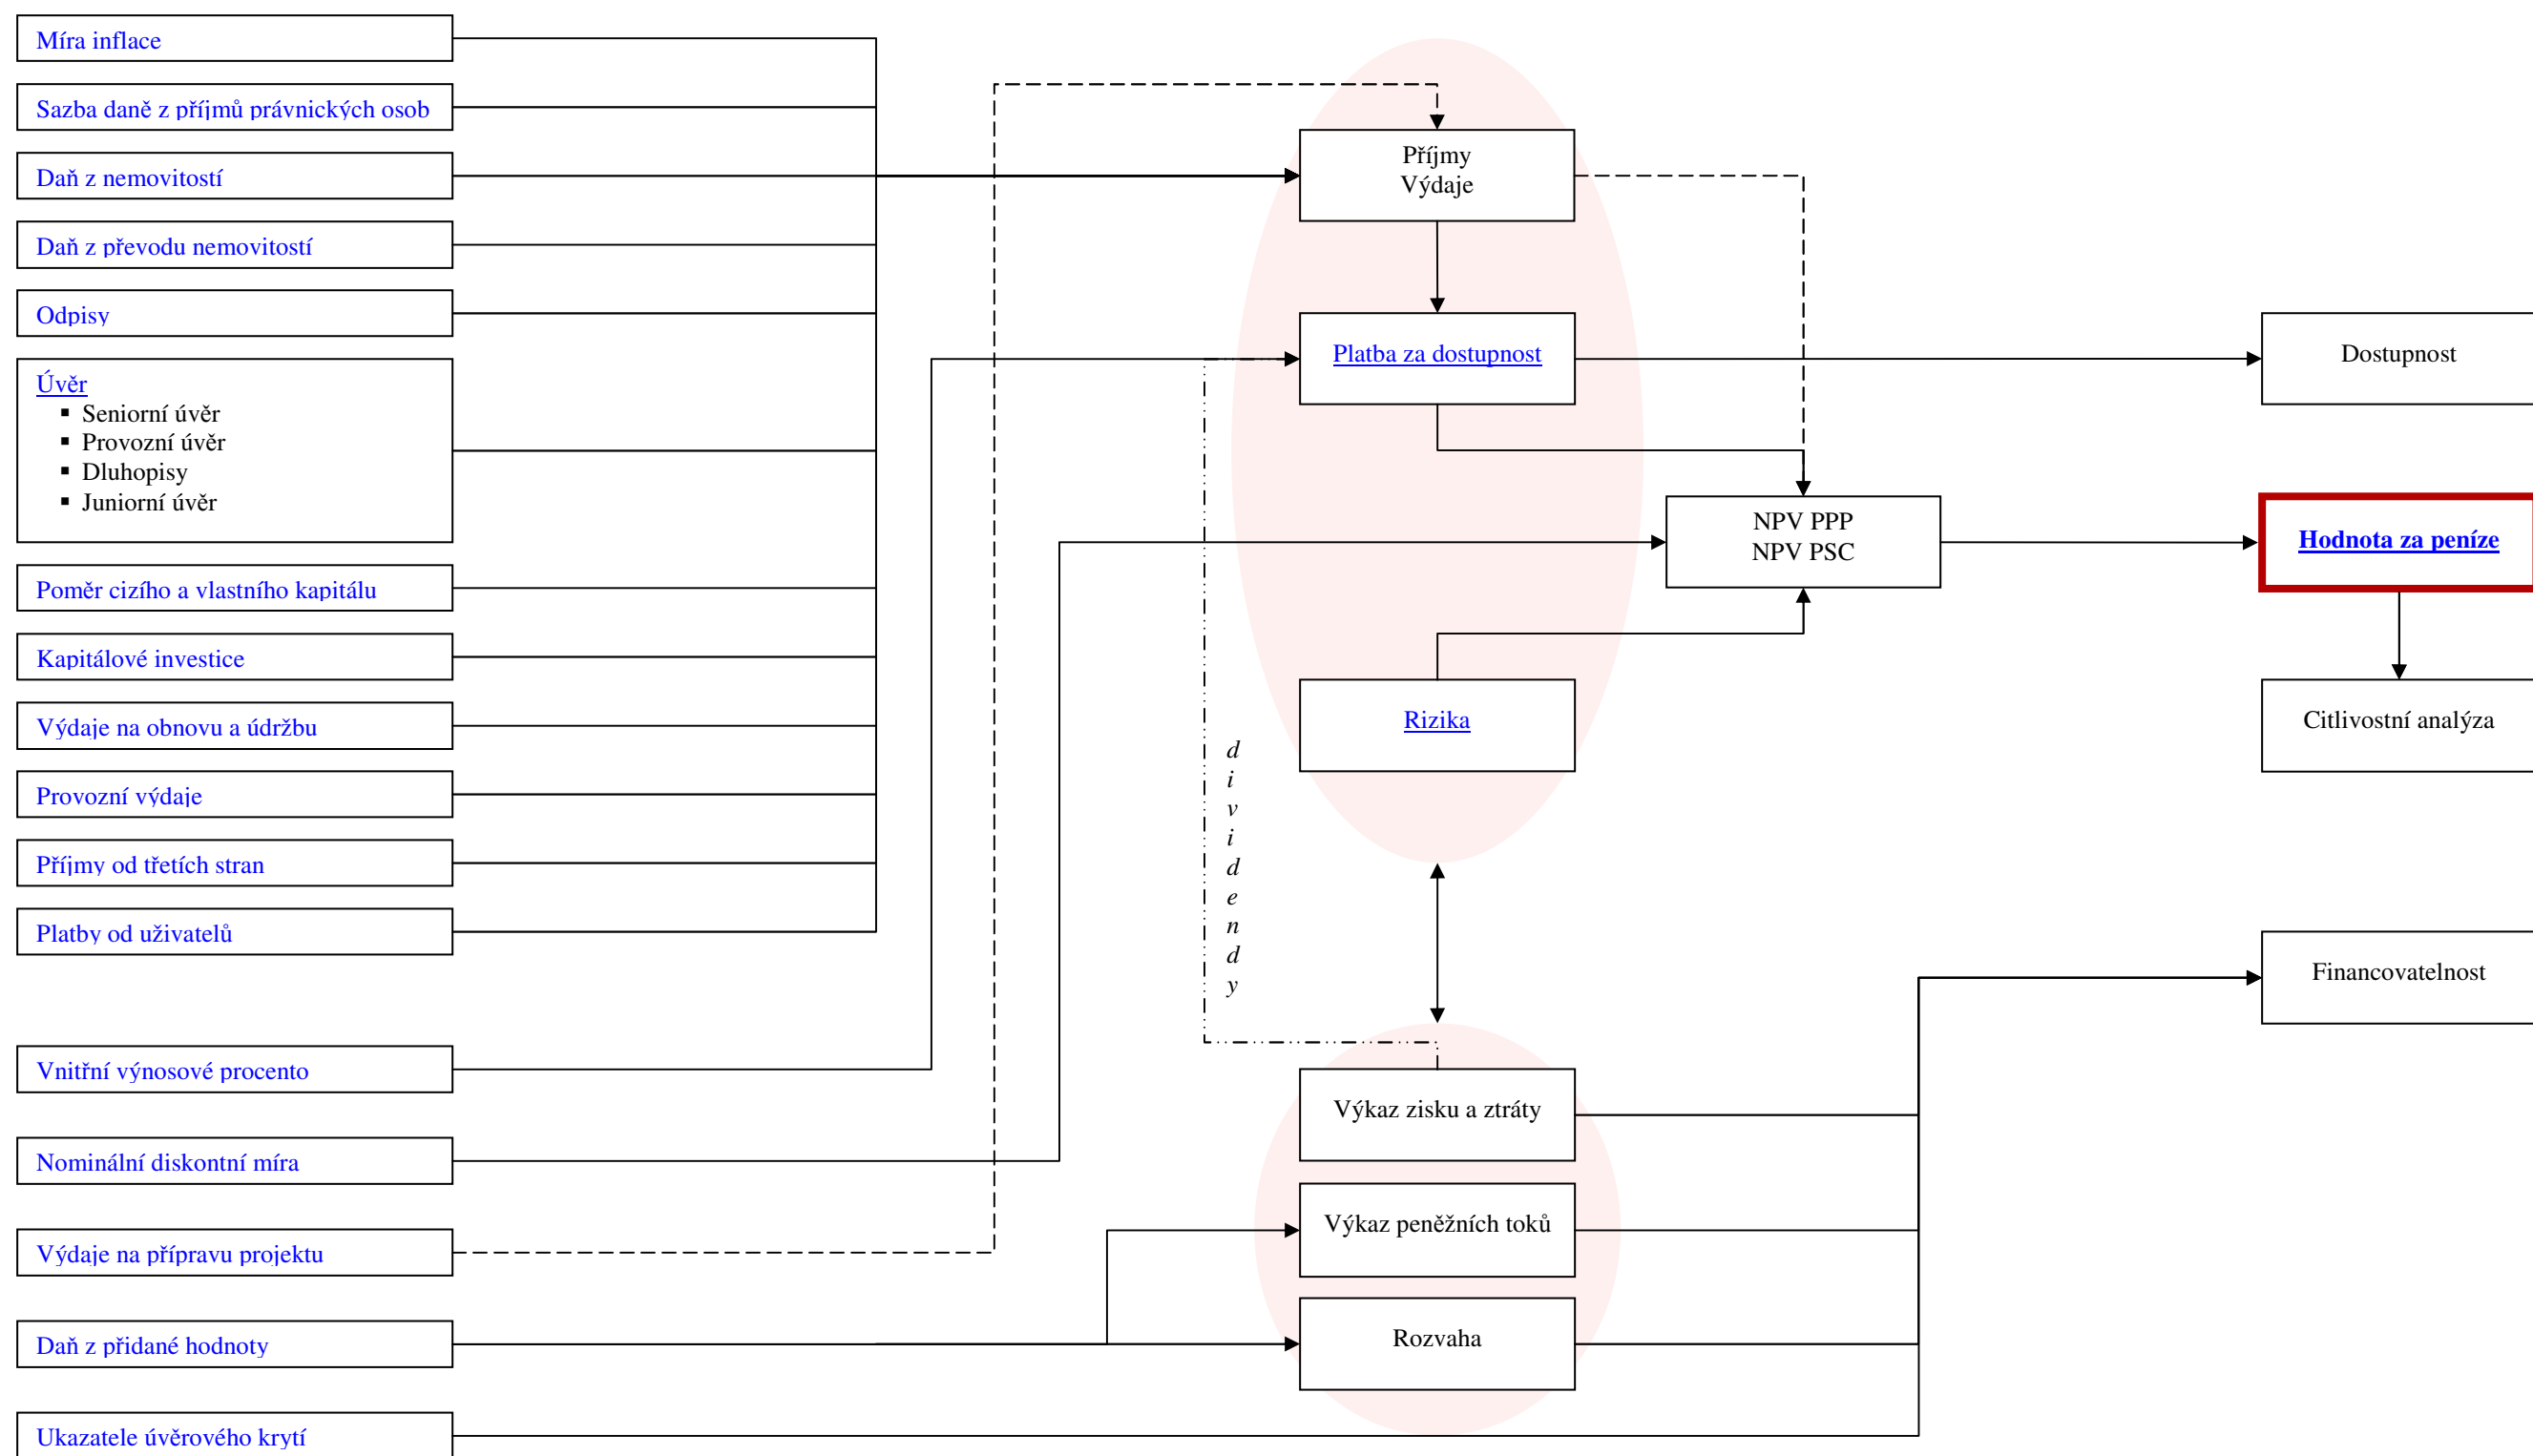 Míra inflace
Sazba daně z příjmů právnických osob
Daň z nemovitostí
Daň z převodu nemovitostí
Odpisy
Úvěr
▪ Seniorní úvěr
▪ Provozní úvěr
▪ Dluhopisy
▪ Juniorní úvěr
Poměr cizího a vlastního kapitálu
Kapitálové investice
Výdaje na obnovu a údržbu
Provozní výdaje
Příjmy od třetích stran
Platby od uživatelů
Vnitřní výnosové procento
Nominální diskontní míra
Výdaje na přípravu projektu
Daň z přidané hodnoty
Ukazatele úvěrového krytí
Příjmy
Výdaje
Platba za dostupnost
NPV PPP
NPV PSC
Rizika
dividendy
Výkaz zisku a ztráty
Výkaz peněžních toků
Rozvaha
Dostupnost
Hodnota za peníze
Citlivostní analýza
Financovatelnost